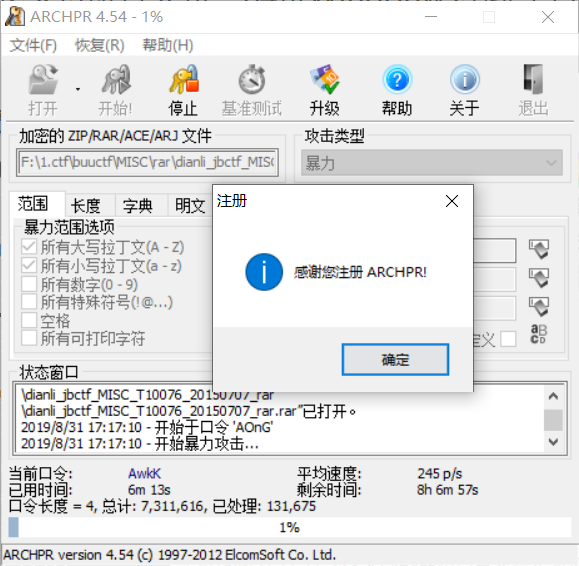 ARCHPR 4.54 - 1%
文件(F) 恢复(R) 帮助(H)
打开 开始! 停止 基准测试 升级 帮助 关于 退出
加密的 ZIP/RAR/ACE/ARJ 文件 攻击类型
F:\1.ctf\buuctf\MISC\rar\dianli_jbctf_MISC 暴力
范围 长度 字典 明文
注册
暴力范围选项
所有大写拉丁文(A - Z)
所有小写拉丁文(a - z)
感谢您注册 ARCHPR!
所有数字(0 - 9)
所有特殊符号(!@...)
空格
所有可打印字符 定义
确定
状态窗口
\dianli_jbctf_MISC_T10076_20150707_rar
\dianli_jbctf_MISC_T10076_20150707_rar.rar"已打开。
2019/8/31 17:17:10 - 开始于口令 'AOnG'
2019/8/31 17:17:10 - 开始暴力攻击...
当前口令: AwkK 平均速度: 245 p/s
已用时间: 6m 13s 剩余时间: 8h 6m 57s
口令长度 = 4, 总计: 7,311,616, 已处理: 131,675
1%
ARCHPR version 4.54 (c) 1997-2012 ElcomSoft Co. Ltd.